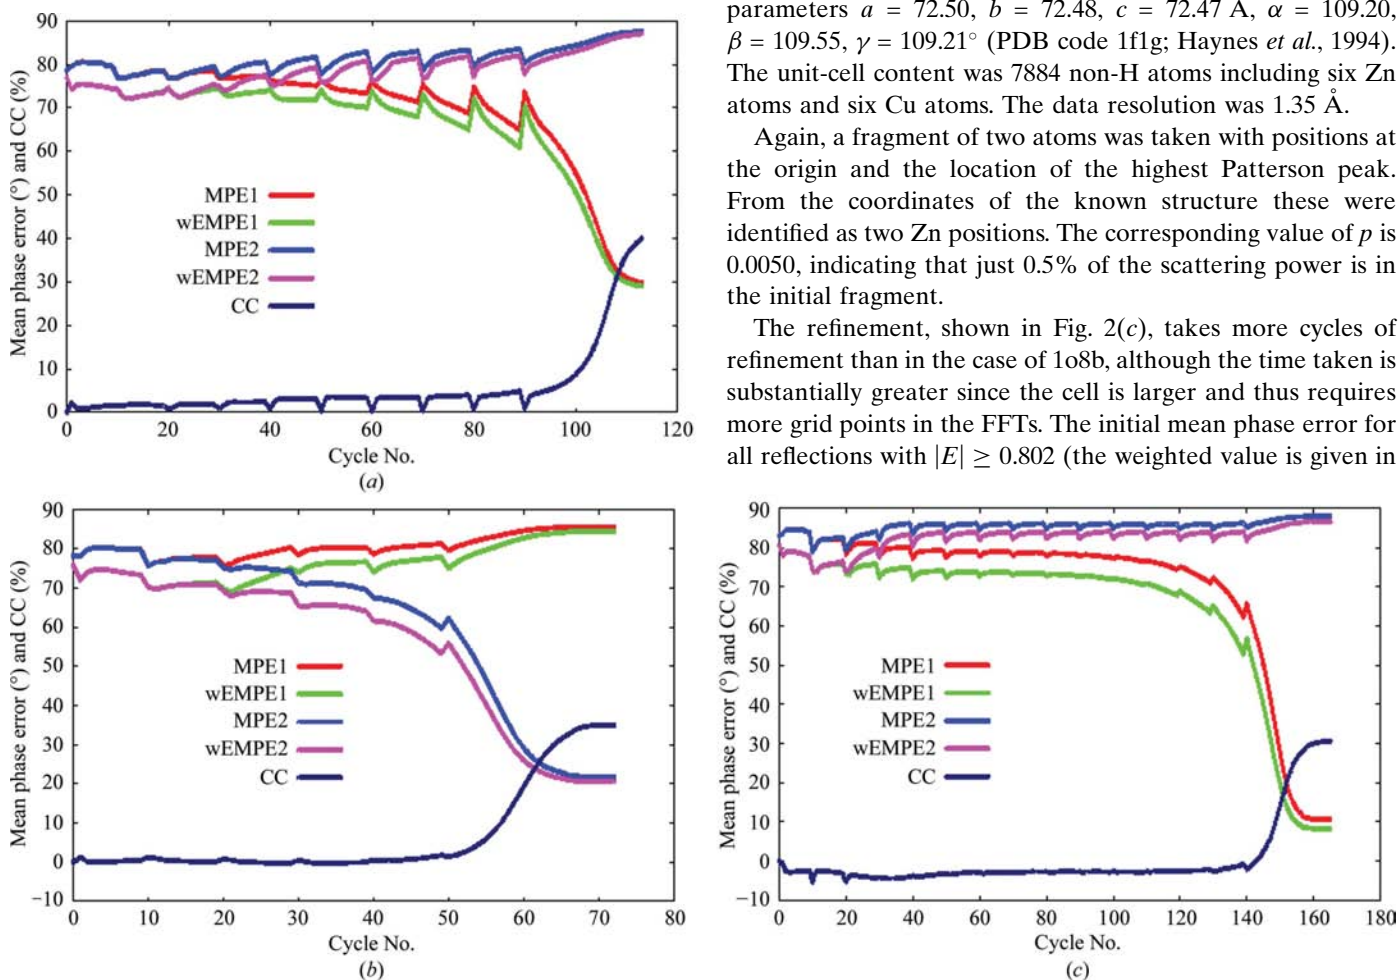 90
80
70
60
50
40
30
20
10
0
Mean phase error (°) and CC (%)
MPE1
wEMPE1
MPE2
wEMPE2
CC
0 20 40 60 80 100 120
Cycle No.
(a)
parameters a = 72.50, b = 72.48, c = 72.47 Å, α = 109.20,
β = 109.55, γ = 109.21° (PDB code 1f1g; Haynes et al., 1994).
The unit-cell content was 7884 non-H atoms including six Zn
atoms and six Cu atoms. The data resolution was 1.35 Å.
Again, a fragment of two atoms was taken with positions at
the origin and the location of the highest Patterson peak.
From the coordinates of the known structure these were
identified as two Zn positions. The corresponding value of p is
0.0050, indicating that just 0.5% of the scattering power is in
the initial fragment.
The refinement, shown in Fig. 2(c), takes more cycles of
refinement than in the case of 1o8b, although the time taken is
substantially greater since the cell is larger and thus requires
more grid points in the FFTs. The initial mean phase error for
all reflections with |E| ≥ 0.802 (the weighted value is given in
90
80
70
60
50
40
30
20
10
0
−10
Mean phase error (°) and CC (%)
MPE1
wEMPE1
MPE2
wEMPE2
CC
0 10 20 30 40 50 60 70 80
Cycle No.
(b)
90
80
70
60
50
40
30
20
10
0
−10
Mean phase error (°) and CC (%)
MPE1
wEMPE1
MPE2
wEMPE2
CC
0 20 40 60 80 100 120 140 160 180
Cycle No.
(c)